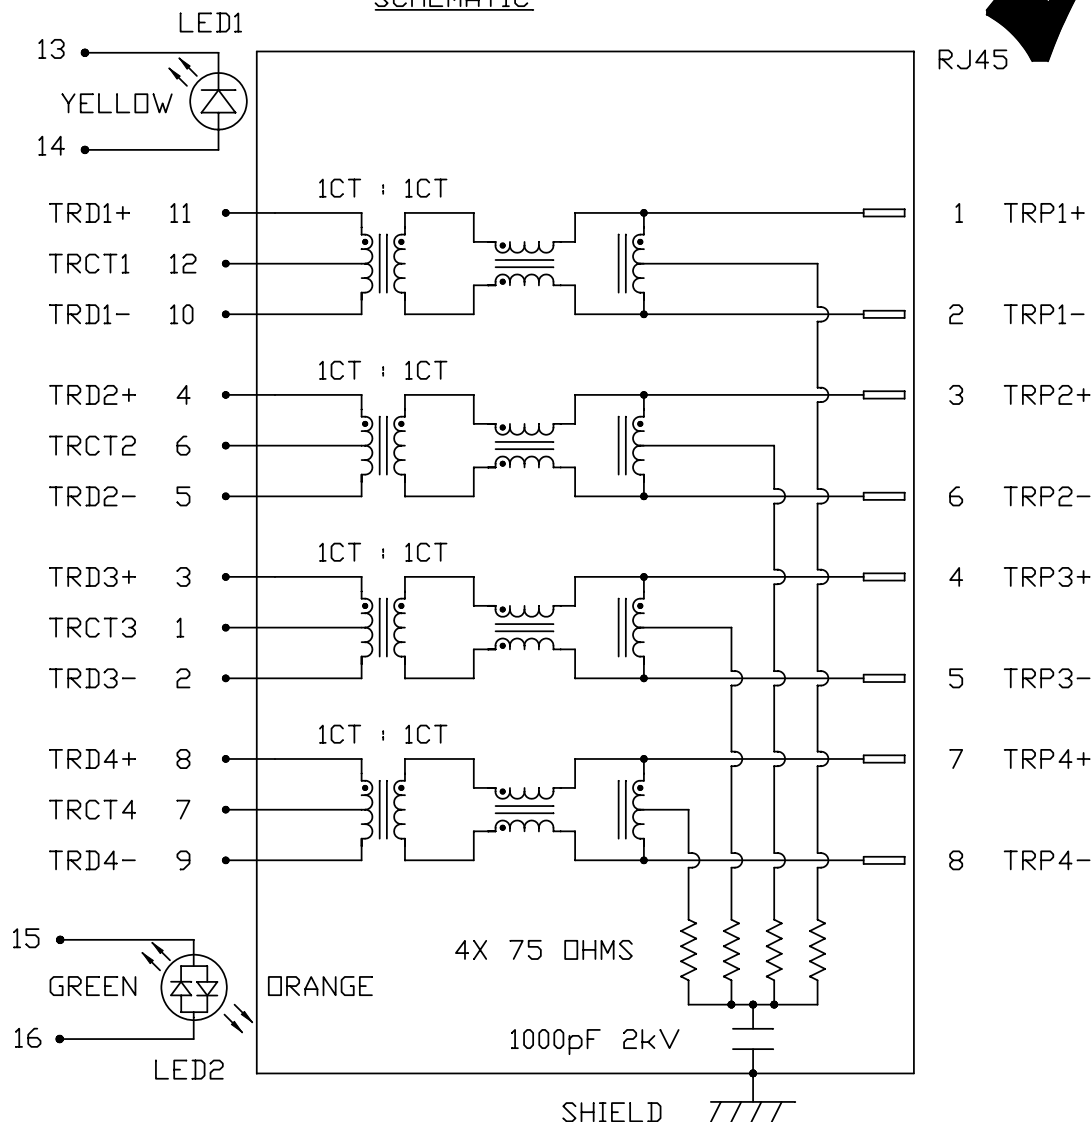 SCHEMATIC
LED1
13
RJ45
YELLOW
14
1CT : 1CT
TRD1+ 11 1 TRP1+
TRCT1 12
TRD1- 10 2 TRP1-
1CT : 1CT
TRD2+ 4 3 TRP2+
TRCT2 6
TRD2- 5 6 TRP2-
1CT : 1CT
TRD3+ 3 4 TRP3+
TRCT3 1
TRD3- 2 5 TRP3-
1CT : 1CT
TRD4+ 8 7 TRP4+
TRCT4 7
TRD4- 9 8 TRP4-
15
4X 75 OHMS
GREEN ORANGE
16
1000pF 2kV
LED2
SHIELD